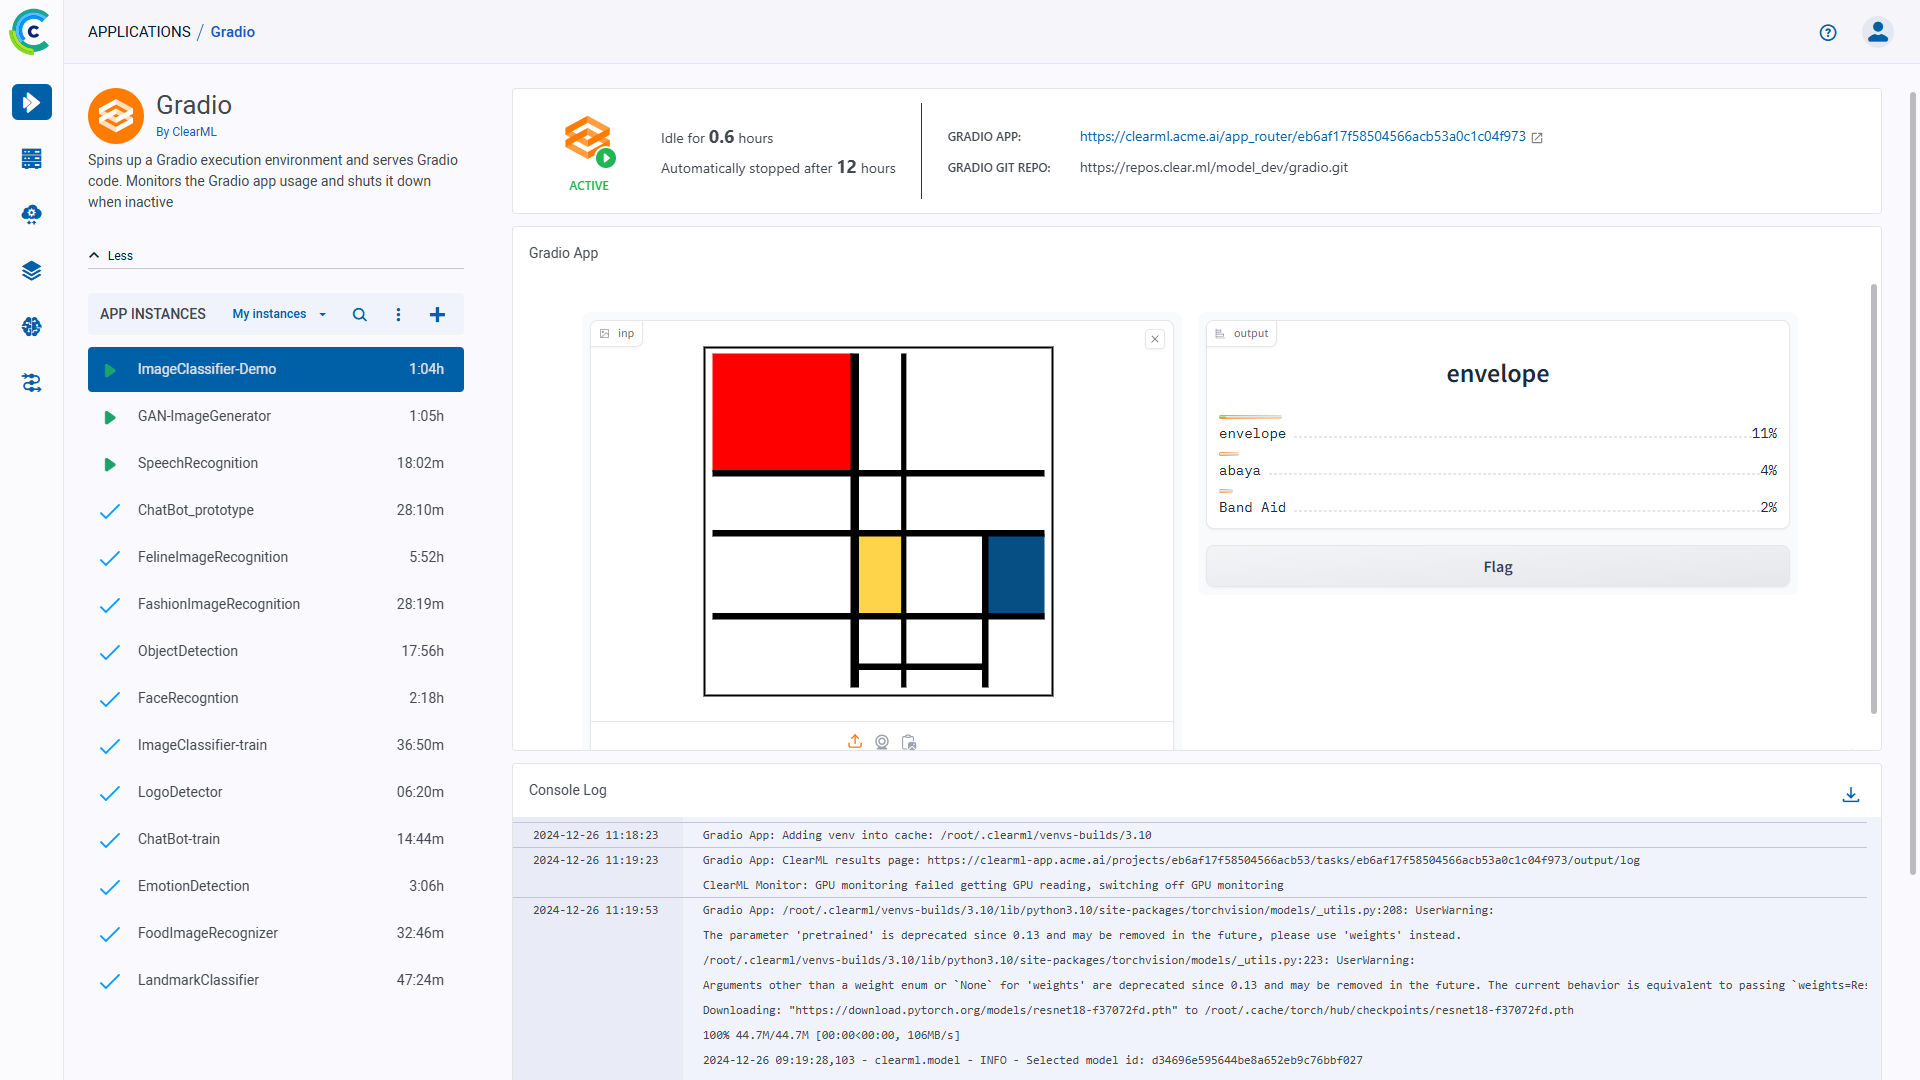 APPLICATIONS / Gradio
Gradio
By ClearML
Spins up a Gradio execution environment and serves Gradio
code. Monitors the Gradio app usage and shuts it down
when inactive
Less
APP INSTANCES My instances
ImageClassifier-Demo 1:04h
GAN-ImageGenerator 1:05h
SpeechRecognition 18:02m
ChatBot_prototype 28:10m
FelineImageRecognition 5:52h
FashionImageRecognition 28:19m
ObjectDetection 17:56h
FaceRecogntion 2:18h
ImageClassifier-train 36:50m
LogoDetector 06:20m
ChatBot-train 14:44m
EmotionDetection 3:06h
FoodImageRecognizer 32:46m
LandmarkClassifier 47:24m
ACTIVE
Idle for 0.6 hours
Automatically stopped after 12 hours
GRADIO APP: https://clearml.acme.ai/app_router/eb6af17f58504566acb53a0c1c04f973
GRADIO GIT REPO: https://repos.clear.ml/model_dev/gradio.git
Gradio App
inp
output
envelope
envelope 11%
abaya 4%
Band Aid 2%
Flag
Console Log
2024-12-26 11:18:23 Gradio App: Adding venv into cache: /root/.clearml/venvs-builds/3.10
2024-12-26 11:19:23 Gradio App: ClearML results page: https://clearml-app.acme.ai/projects/eb6af17f58504566acb53/tasks/eb6af17f58504566acb53a0c1c04f973/output/log
ClearML Monitor: GPU monitoring failed getting GPU reading, switching off GPU monitoring
2024-12-26 11:19:53 Gradio App: /root/.clearml/venvs-builds/3.10/lib/python3.10/site-packages/torchvision/models/_utils.py:208: UserWarning:
The parameter 'pretrained' is deprecated since 0.13 and may be removed in the future, please use 'weights' instead.
/root/.clearml/venvs-builds/3.10/lib/python3.10/site-packages/torchvision/models/_utils.py:223: UserWarning:
Arguments other than a weight enum or `None` for 'weights' are deprecated since 0.13 and may be removed in the future. The current behavior is equivalent to passing `weights=Res
Downloading: "https://download.pytorch.org/models/resnet18-f37072fd.pth" to /root/.cache/torch/hub/checkpoints/resnet18-f37072fd.pth
100% 44.7M/44.7M [00:00<00:00, 106MB/s]
2024-12-26 09:19:28,103 - clearml.model - INFO - Selected model id: d34696e595644be8a652eb9c76bbf027